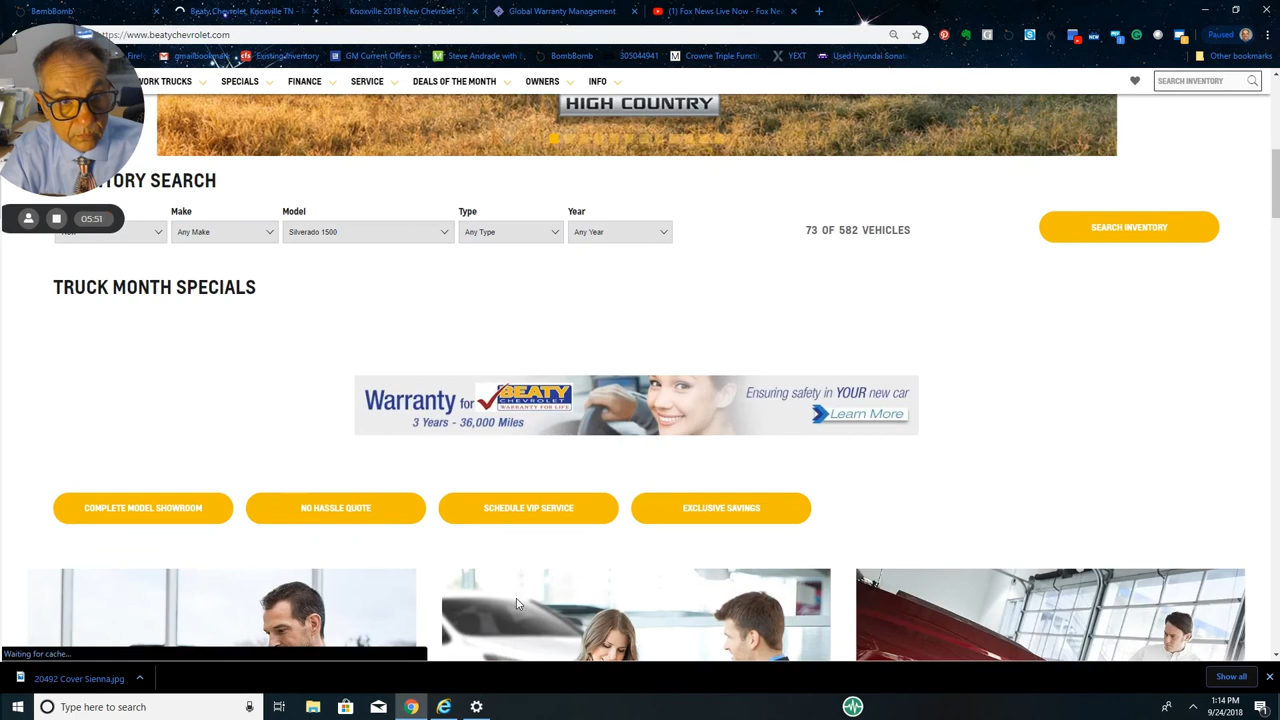 BombBomb
Beaty Chevrolet, Knoxville TN -
Knoxville 2018 New Chevrolet Si
Global Warranty Management
(1) Fox News Live Now - Fox Ne
https://www.beatychevrolet.com
Paused
Firef
gmailBookmark
Existing Inventory
GM Current Offers a
Steve Andrade with
BombBomb
305044941
Crowne Triple Functi
YEXT
Used Hyundai Sonat
Other bookmarks
WORK TRUCKS
SPECIALS
FINANCE
SERVICE
DEALS OF THE MONTH
OWNERS
INFO
SEARCH INVENTORY
HIGH COUNTRY
SEARCH
Make
Model
Type
Year
05:51
Any Make
Silverado 1500
Any Type
Any Year
73 OF 582 VEHICLES
SEARCH INVENTORY
TRUCK MONTH SPECIALS
Warranty for
BEATY
CHEVROLET
WARRANTY FOR LIFE
3 Years - 36,000 Miles
Ensuring safety in YOUR new car
Learn More
COMPLETE MODEL SHOWROOM
NO HASSLE QUOTE
SCHEDULE VIP SERVICE
EXCLUSIVE SAVINGS
Waiting for cache...
20492 Cover Sienna.jpg
Show all
Type here to search
1:14 PM
9/24/2018